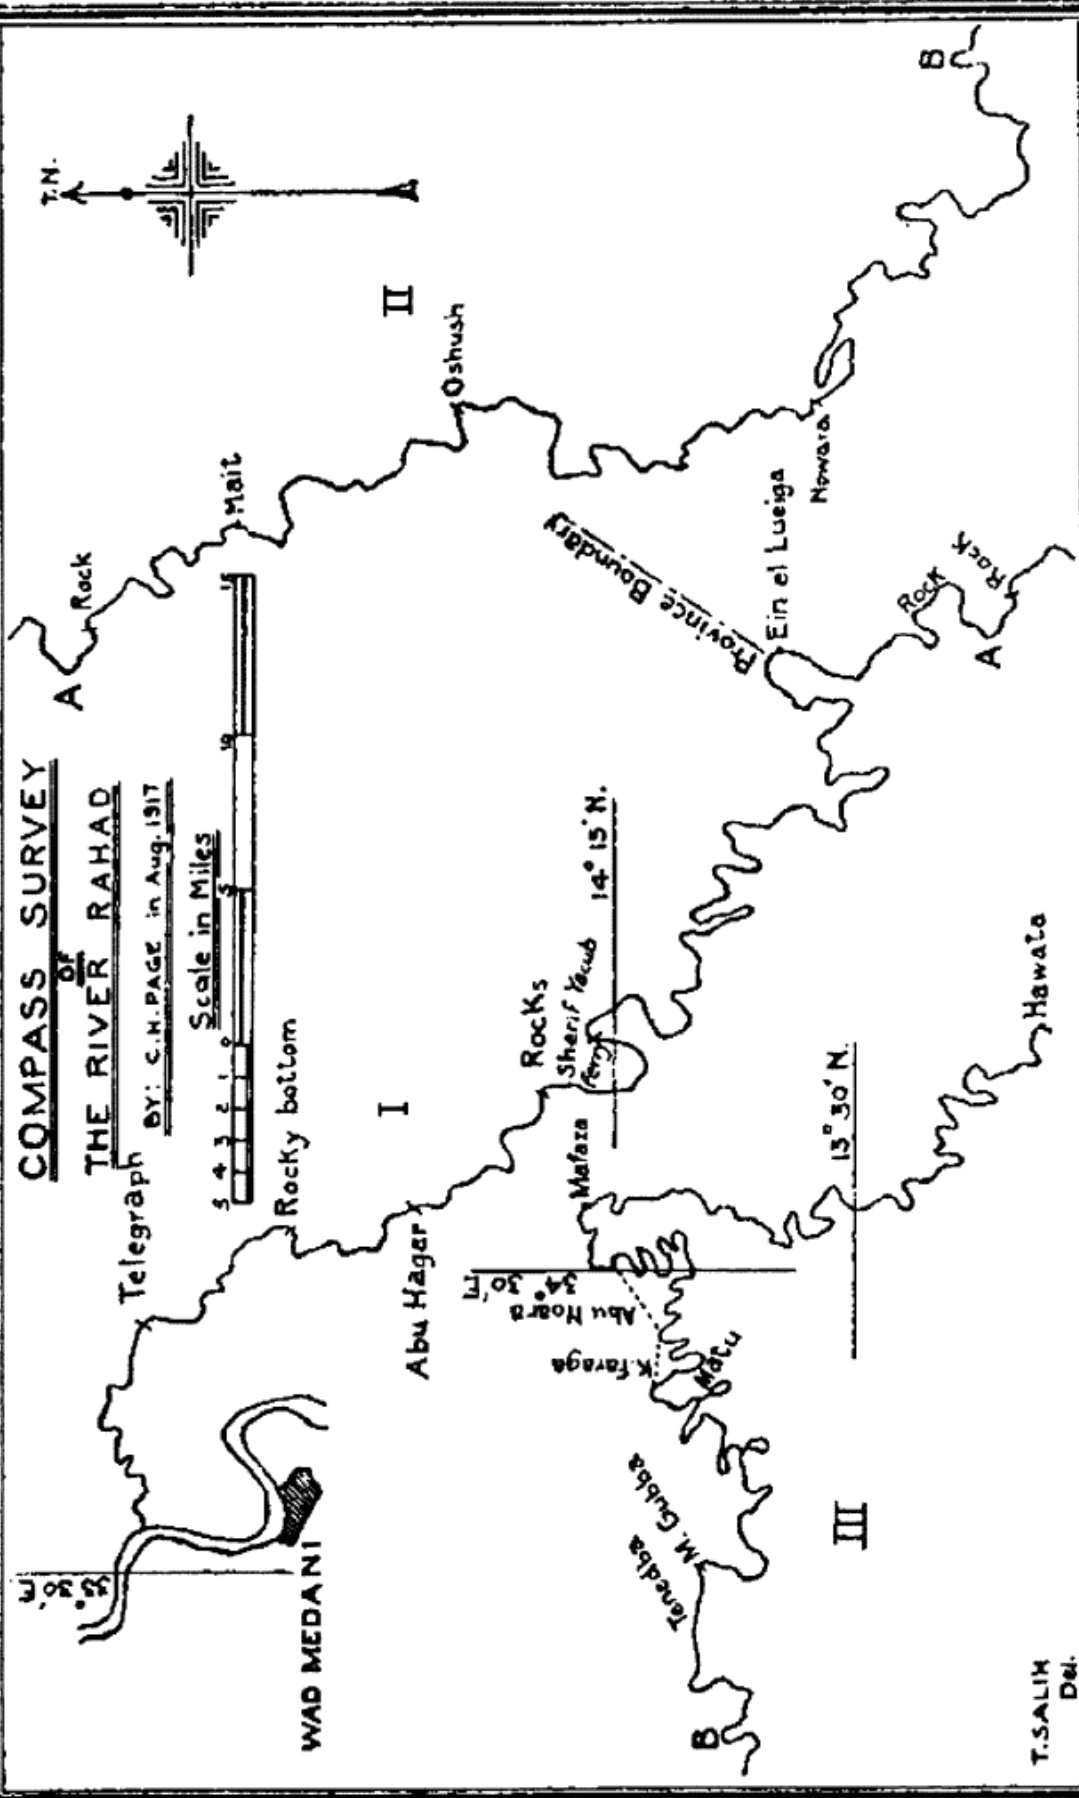 COMPASS SURVEY
OF
THE RIVER RAHAD
BY: C.H.PAGE in Aug. 1917
Scale in Miles
5 4 3 2 1 0 5 10 15
T.N.
I
Telegraph
Rocky bottom
Abu Hagar
WAD MEDANI
33° 30' E
Rocks
Sherif Yacub
Ferry
14° 15' N.
Province Boundary
Ein el Lueiga
Rock
Rock
A
II
A
Rock
Mait
Oshush
Nowara
B
III
B
Tanedba
M. Gubba
Matu
K. faraga
Abu Noara
34° 30' E
Mafaza
13° 30' N.
Hawata
T.SALIH
Del.